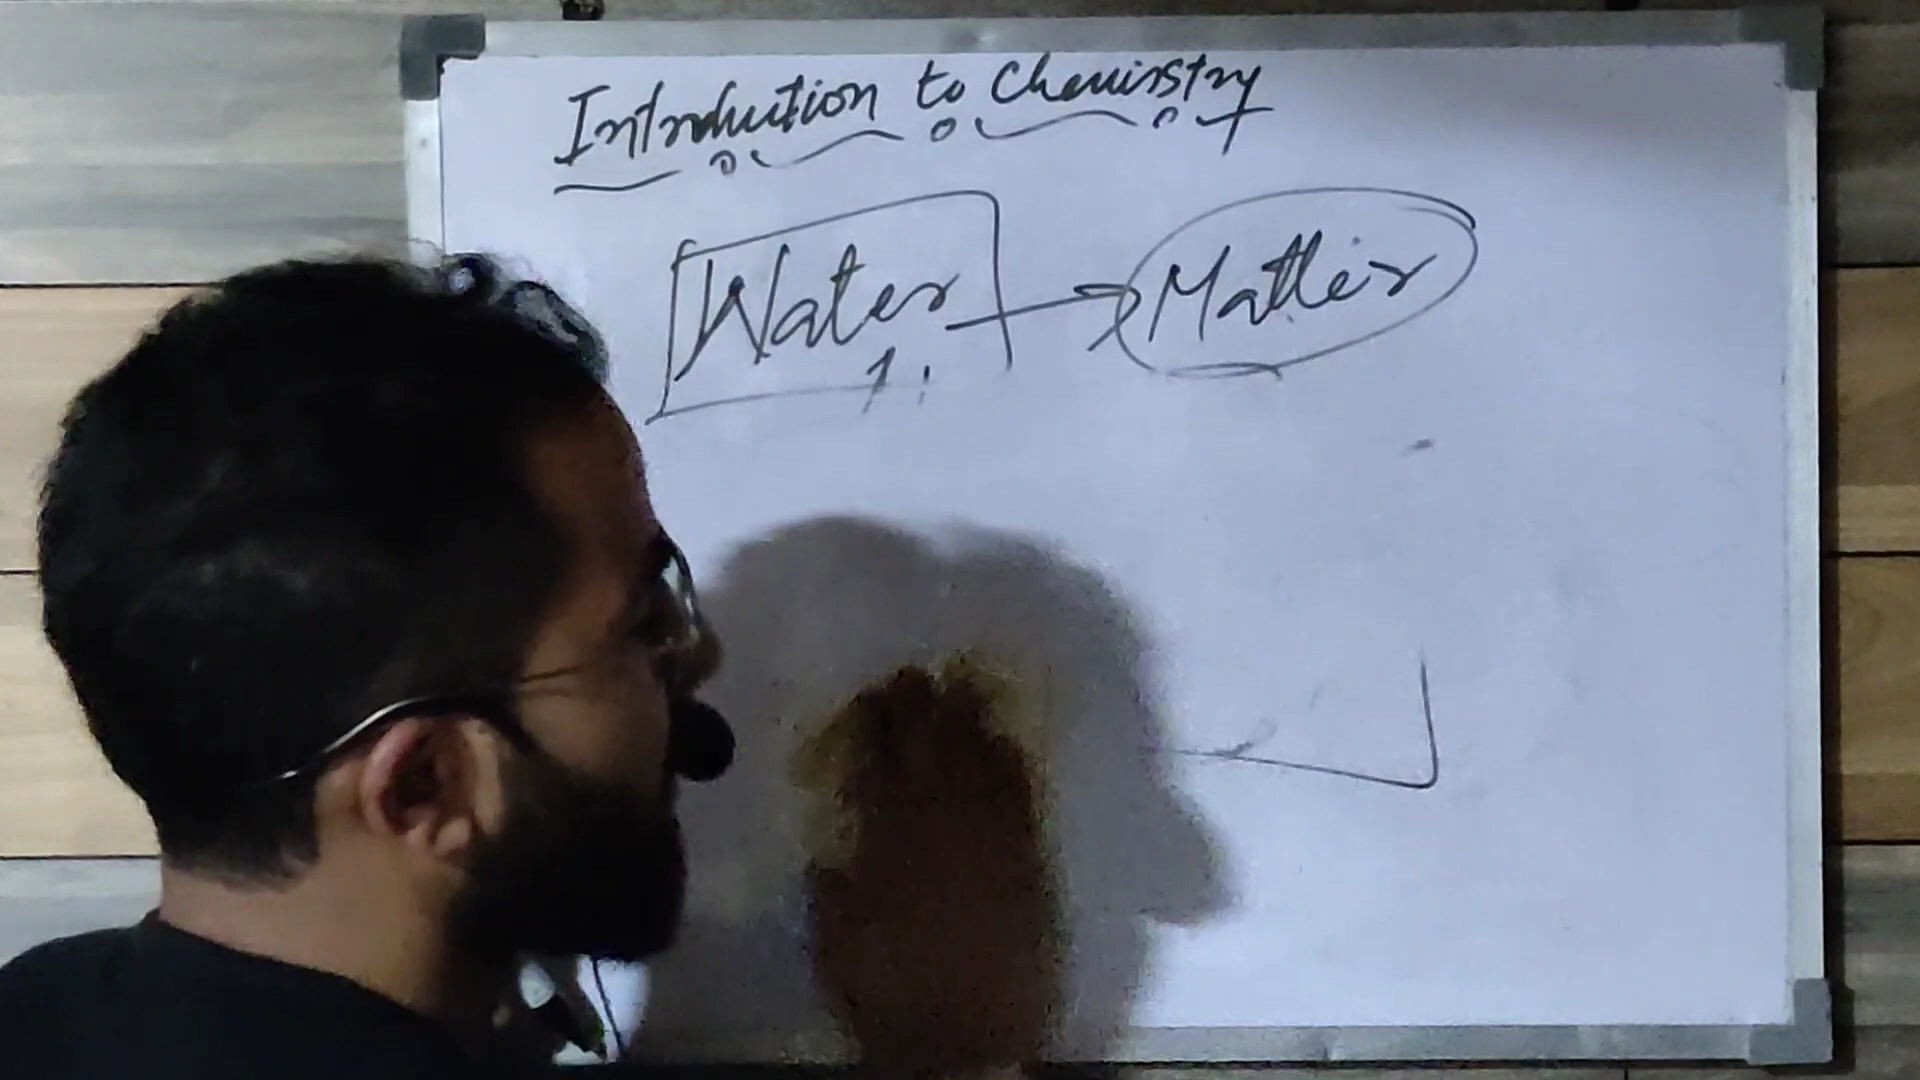 Introduction to Chemistry
Water → Matter